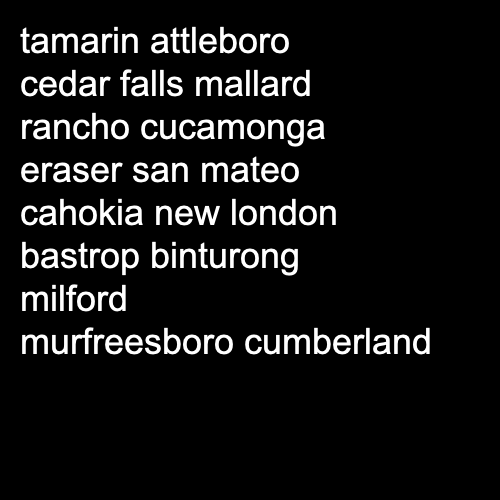 tamarin attleboro
cedar falls mallard
rancho cucamonga
eraser san mateo
cahokia new london
bastrop binturong
milford
murfreesboro cumberland